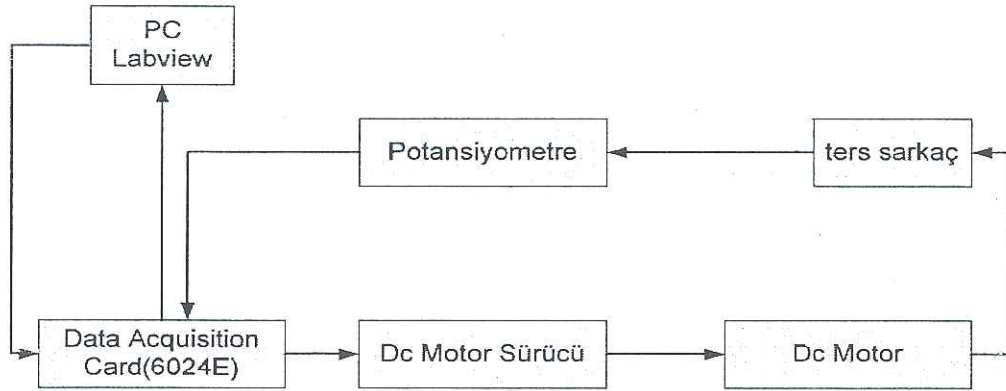 PC
Labview
Potansiyometre
ters sarkaç
Data Acquisition
Card(6024E)
Dc Motor Sürücü
Dc Motor